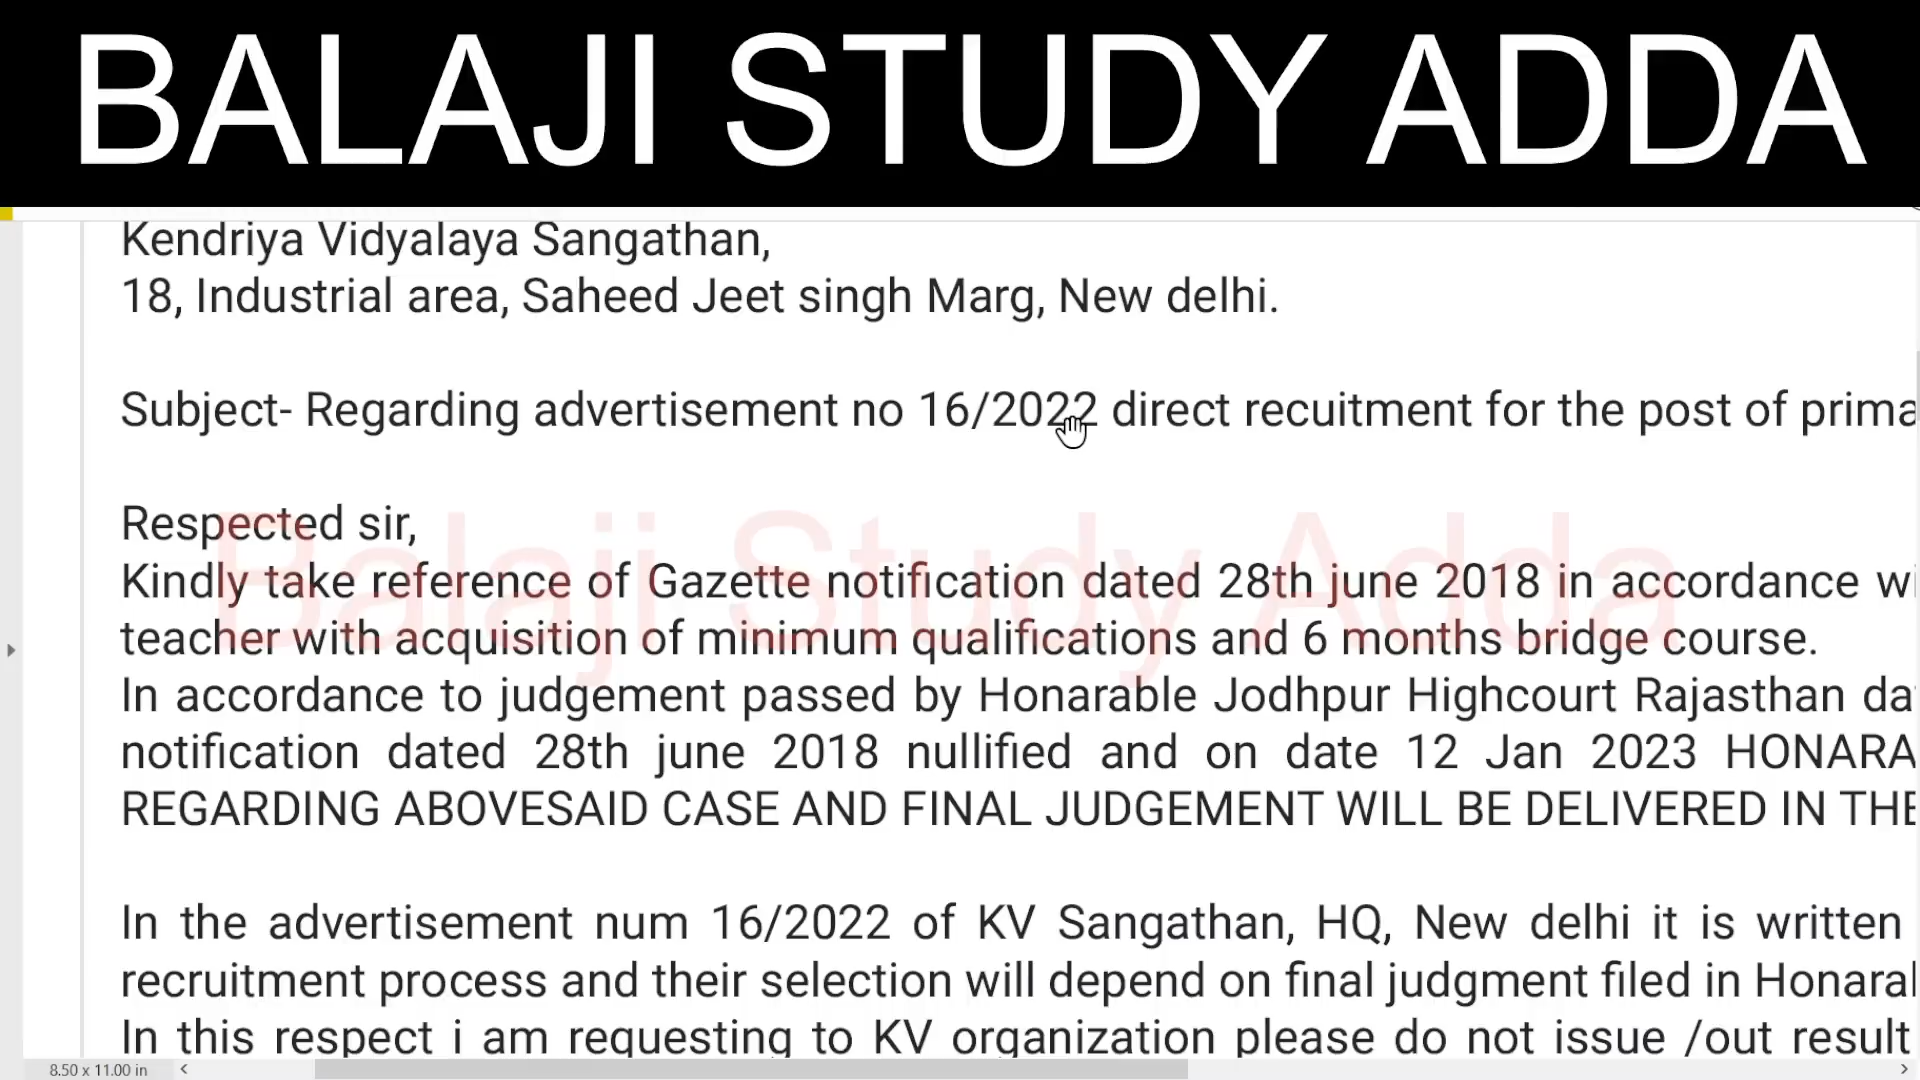 BALAJI STUDY ADDA
Kendriya Vidyalaya Sangathan,
18, Industrial area, Saheed Jeet singh Marg, New delhi.
Subject- Regarding advertisement no 16/2022 direct recuitment for the post of prima
Respected sir,
Balaji Study Adda
Kindly take reference of Gazette notification dated 28th june 2018 in accordance wi
teacher with acquisition of minimum qualifications and 6 months bridge course.
In accordance to judgement passed by Honarable Jodhpur Highcourt Rajasthan da
notification dated 28th june 2018 nullified and on date 12 Jan 2023 HONARA
REGARDING ABOVESAID CASE AND FINAL JUDGEMENT WILL BE DELIVERED IN THE
In the advertisement num 16/2022 of KV Sangathan, HQ, New delhi it is written
recruitment process and their selection will depend on final judgment filed in Honaral
In this respect i am requesting to KV organization please do not issue /out result
8.50 x 11.00 in